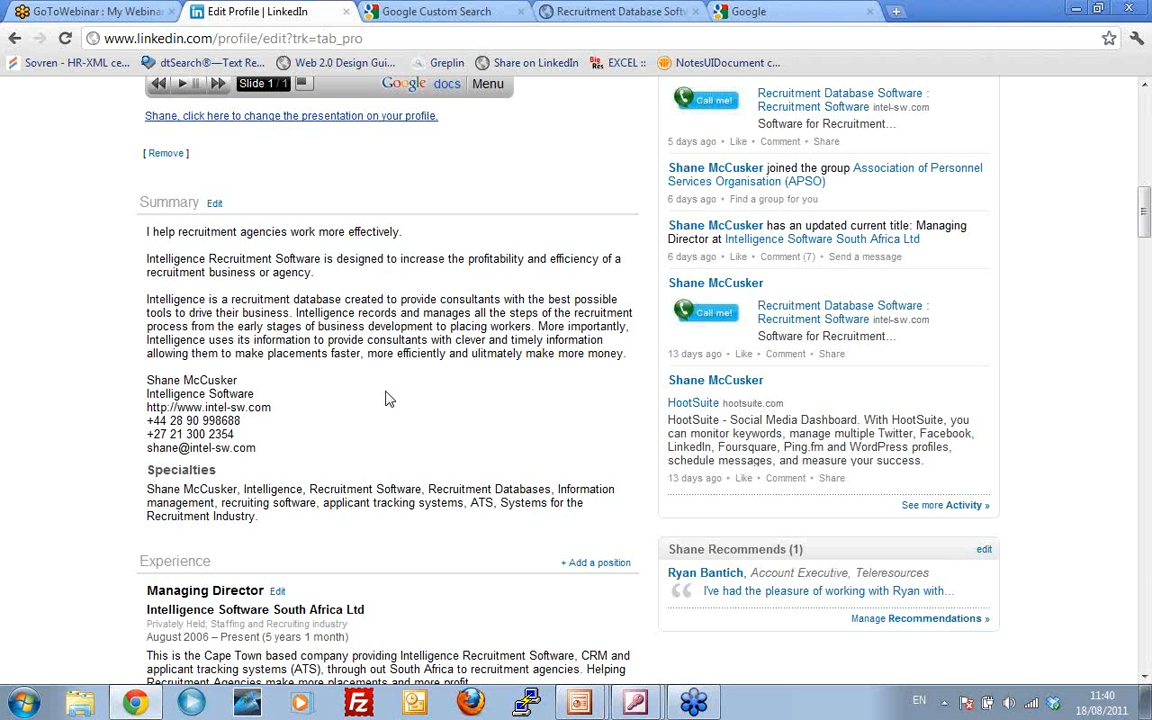 GoToWebinar : My Webinar
Edit Profile | LinkedIn
Google Custom Search
Recruitment Database Softw
Google
www.linkedin.com/profile/edit?trk=tab_pro
Sovren - HR-XML ce...
dtSearch®—Text Re...
Web 2.0 Design Gui...
Greplin
Share on LinkedIn
EXCEL ::
NotesUIDocument c...
Slide 1 / 1
Google docs
Menu
Shane, click here to change the presentation on your profile.
[ Remove ]
Summary Edit
I help recruitment agencies work more effectively.
Intelligence Recruitment Software is designed to increase the profitability and efficiency of a
recruitment business or agency.
Intelligence is a recruitment database created to provide consultants with the best possible
tools to drive their business. Intelligence records and manages all the steps of the recruitment
process from the early stages of business development to placing workers. More importantly,
Intelligence uses its information to provide consultants with clever and timely information
allowing them to make placements faster, more efficiently and ulitmately make more money.
Shane McCusker
Intelligence Software
http://www.intel-sw.com
+44 28 90 998688
+27 21 300 2354
shane@intel-sw.com
Specialties
Shane McCusker, Intelligence, Recruitment Software, Recruitment Databases, Information
management, recruiting software, applicant tracking systems, ATS, Systems for the
Recruitment Industry.
Experience
+ Add a position
Managing Director Edit
Intelligence Software South Africa Ltd
Privately Held; Staffing and Recruiting industry
August 2006 – Present (5 years 1 month)
This is the Cape Town based company providing Intelligence Recruitment Software, CRM and
applicant tracking systems (ATS), through out South Africa to recruitment agencies. Helping
Recruitment Agencies make more placements and more profit.
Call me!
Recruitment Database Software :
Recruitment Software intel-sw.com
Software for Recruitment...
5 days ago • Like • Comment • Share
Shane McCusker joined the group Association of Personnel
Services Organisation (APSO)
6 days ago • Find a group for you
Shane McCusker has an updated current title: Managing
Director at Intelligence Software South Africa Ltd
6 days ago • Like • Comment (7) • Send a message
Shane McCusker
Call me!
Recruitment Database Software :
Recruitment Software intel-sw.com
Software for Recruitment...
13 days ago • Like • Comment • Share
Shane McCusker
HootSuite hootsuite.com
HootSuite - Social Media Dashboard. With HootSuite, you
can monitor keywords, manage multiple Twitter, Facebook,
LinkedIn, Foursquare, Ping.fm and WordPress profiles,
schedule messages, and measure your success.
13 days ago • Like • Comment • Share
See more Activity »
Shane Recommends (1)
edit
Ryan Bantich, Account Executive, Teleresources
I've had the pleasure of working with Ryan with...
Manage Recommendations »
EN
11:40
18/08/2011